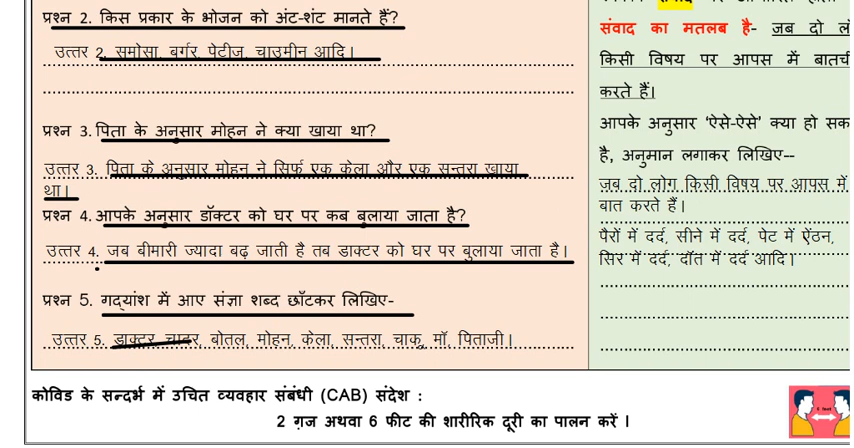 प्रश्न 2. किस प्रकार के भोजन को अंट-शंट मानते हैं?
उत्तर 2. समोसा, बर्गर, पेटीज, चाउमीन आदि।
प्रश्न 3. पिता के अनुसार मोहन ने क्या खाया था?
उत्तर 3. पिता के अनुसार मोहन ने सिर्फ एक केला और एक सन्तरा खाया
था।
प्रश्न 4. आपके अनुसार डॉक्टर को घर पर कब बुलाया जाता है?
उत्तर 4. जब बीमारी ज्यादा बढ़ जाती है तब डाक्टर को घर पर बुलाया जाता है।
प्रश्न 5. गद्यांश में आए संज्ञा शब्द छाँटकर लिखिए-
उत्तर 5. डाक्टर, चादर, बोतल, मोहन, केला, सन्तरा, चाकू, माँ, पिताजी।
संवाद का मतलब है- जब दो लो
किसी विषय पर आपस में बातची
करते हैं।
आपके अनुसार 'ऐसे-ऐसे' क्या हो सक
है, अनुमान लगाकर लिखिए--
जब दो लोग किसी विषय पर आपस में
बात करते हैं।
पैरों में दर्द, सीने में दर्द, पेट में ऐंठन,
सिर में दर्द, दाँत में दर्द आदि।
कोविड के सन्दर्भ में उचित व्यवहार संबंधी (CAB) संदेश :
2 ग़ज अथवा 6 फीट की शारीरिक दूरी का पालन करें ।